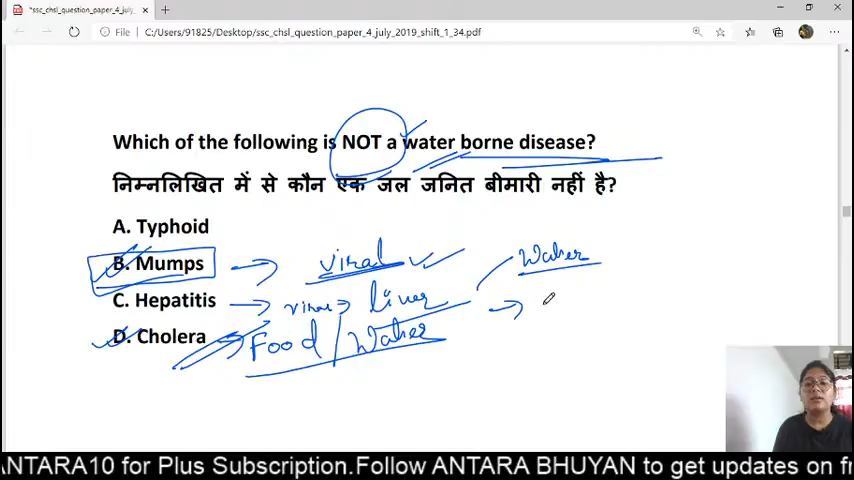 *ssc_chsl_question_paper_4_july_
File C:/Users/91825/Desktop/ssc_chsl_question_paper_4_july_2019_shift_1_34.pdf
Which of the following is NOT a water borne disease?
निम्नलिखित में से कौन एक जल जनित बीमारी नहीं है?
A. Typhoid
B. Mumps → viral
Water
C. Hepatitis → virus → liver →
D. Cholera → Food / Water
ANTARA10 for Plus Subscription.Follow ANTARA BHUYAN to get updates on fr